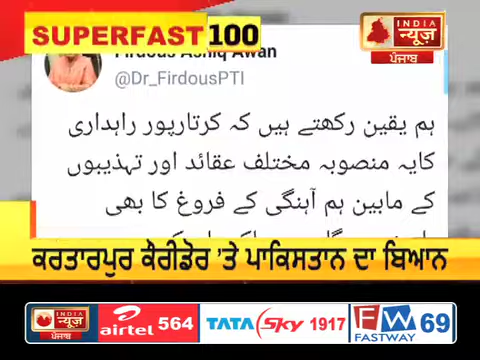 SUPERFAST 100
INDIA
ਨਿਊਜ਼
ਪੰਜਾਬ
Firdous Ashiq Awan
@Dr_FirdousPTI
ہم یقین رکھتے ہیں کہ کرتارپور راہداری
کایہ منصوبہ مختلف عقائد اور تہذیبوں
کے مابین ہم آہنگی کے فروغ کا بھی
ਕਰਤਾਰਪੁਰ ਕੈਰੀਡੋਰ 'ਤੇ ਪਾਕਿਸਤਾਨ ਦਾ ਬਿਆਨ
INDIA
ਨਿਊਜ਼
ਪੰਜਾਬ
airtel 564
TATA Sky 1917
FW FASTWAY 69